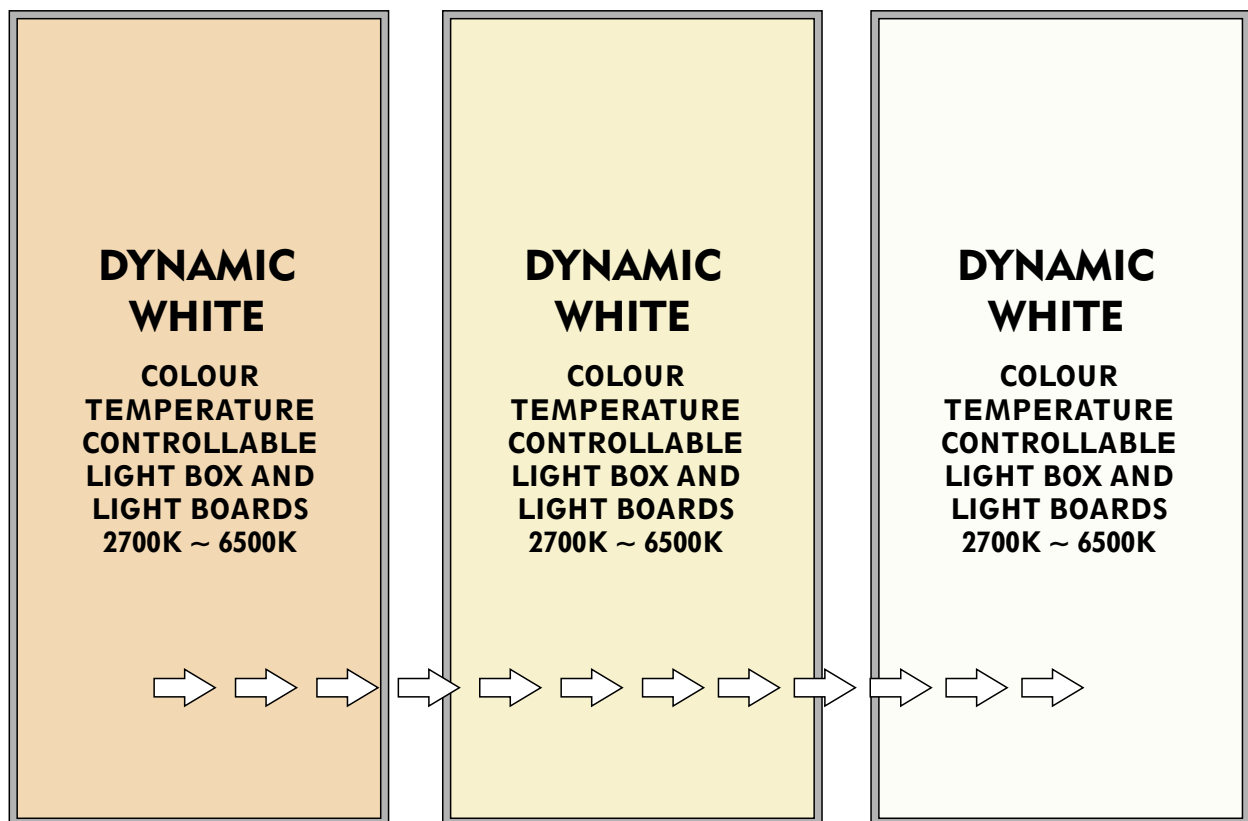 DYNAMIC
WHITE
COLOUR
TEMPERATURE
CONTROLLABLE
LIGHT BOX AND
LIGHT BOARDS
2700K ~ 6500K
DYNAMIC
WHITE
COLOUR
TEMPERATURE
CONTROLLABLE
LIGHT BOX AND
LIGHT BOARDS
2700K ~ 6500K
DYNAMIC
WHITE
COLOUR
TEMPERATURE
CONTROLLABLE
LIGHT BOX AND
LIGHT BOARDS
2700K ~ 6500K